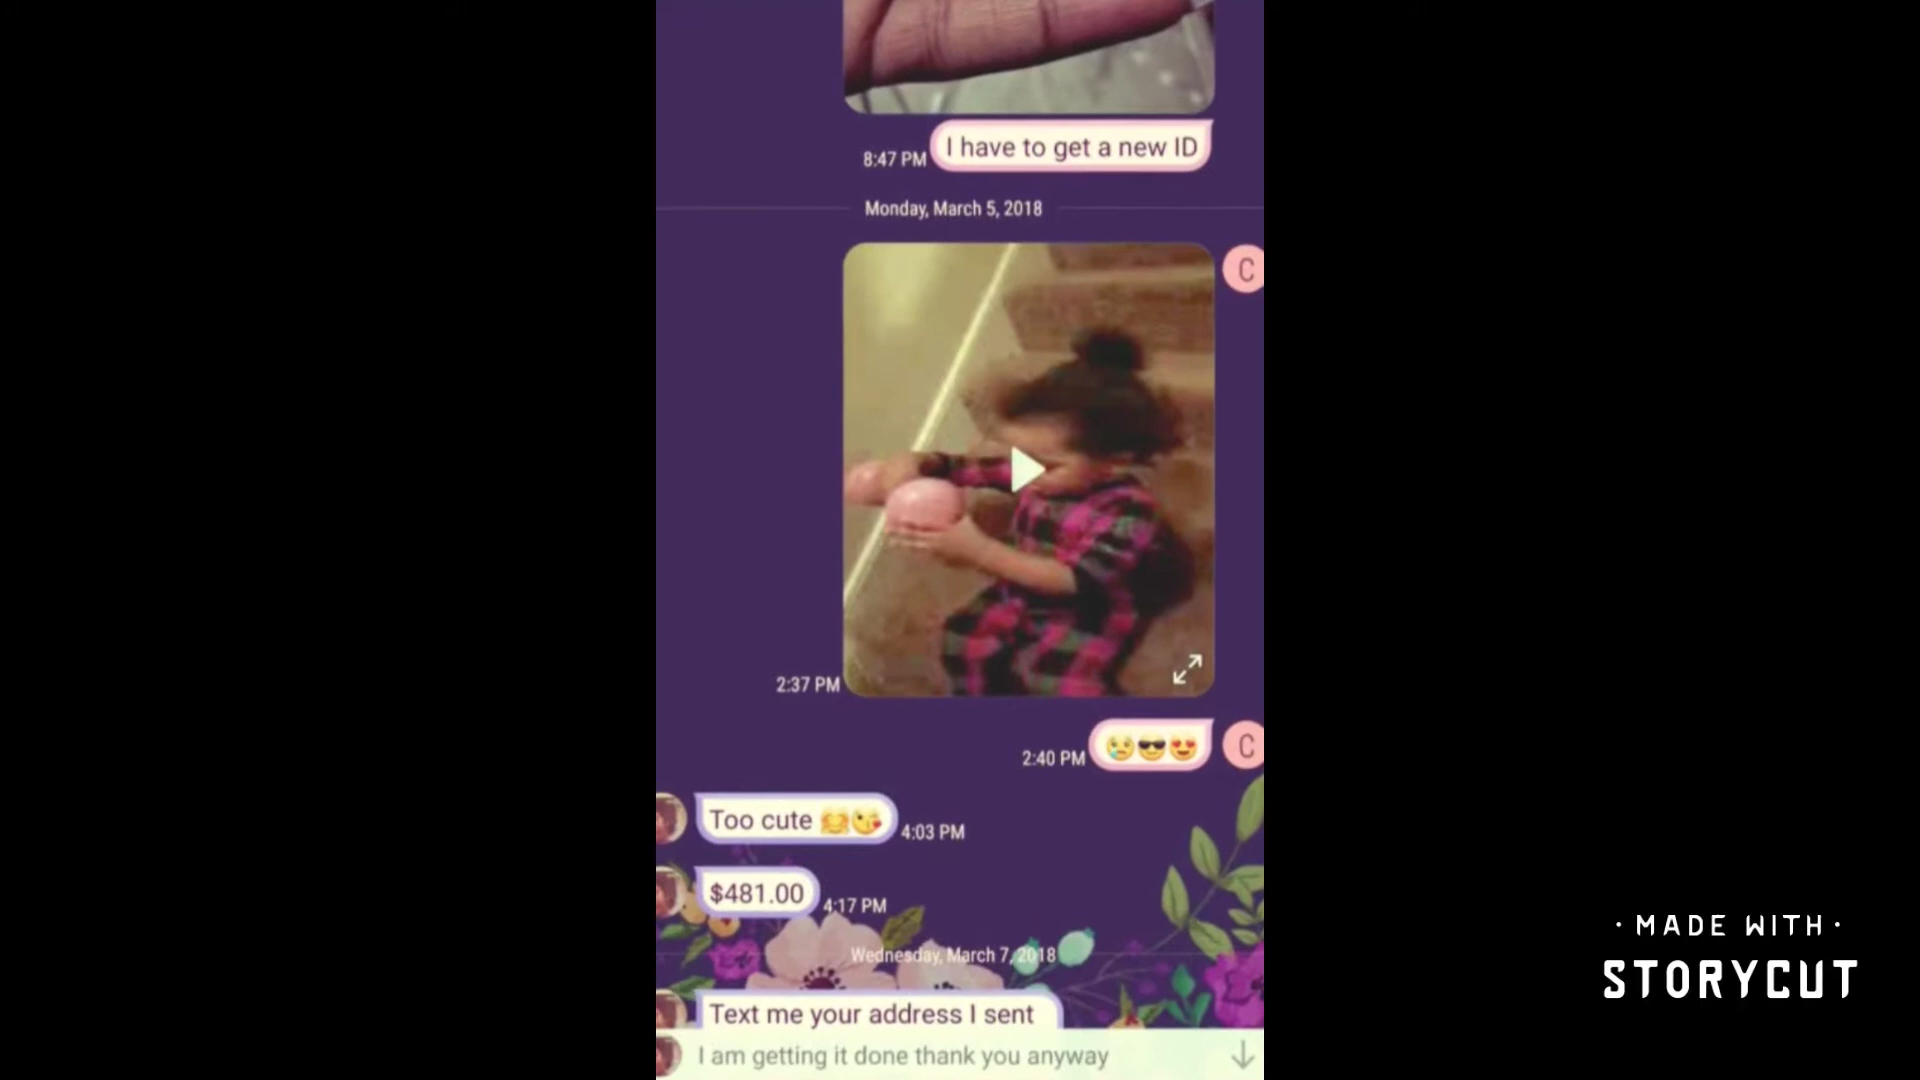 I have to get a new ID
8:47 PM
Monday, March 5, 2018
C
2:37 PM
😢😎😍
2:40 PM
C
Too cute 🤗😘
4:03 PM
$481.00
4:17 PM
Wednesday, March 7, 2018
Text me your address I sent
I am getting it done thank you anyway
· MADE WITH ·
STORYCUT